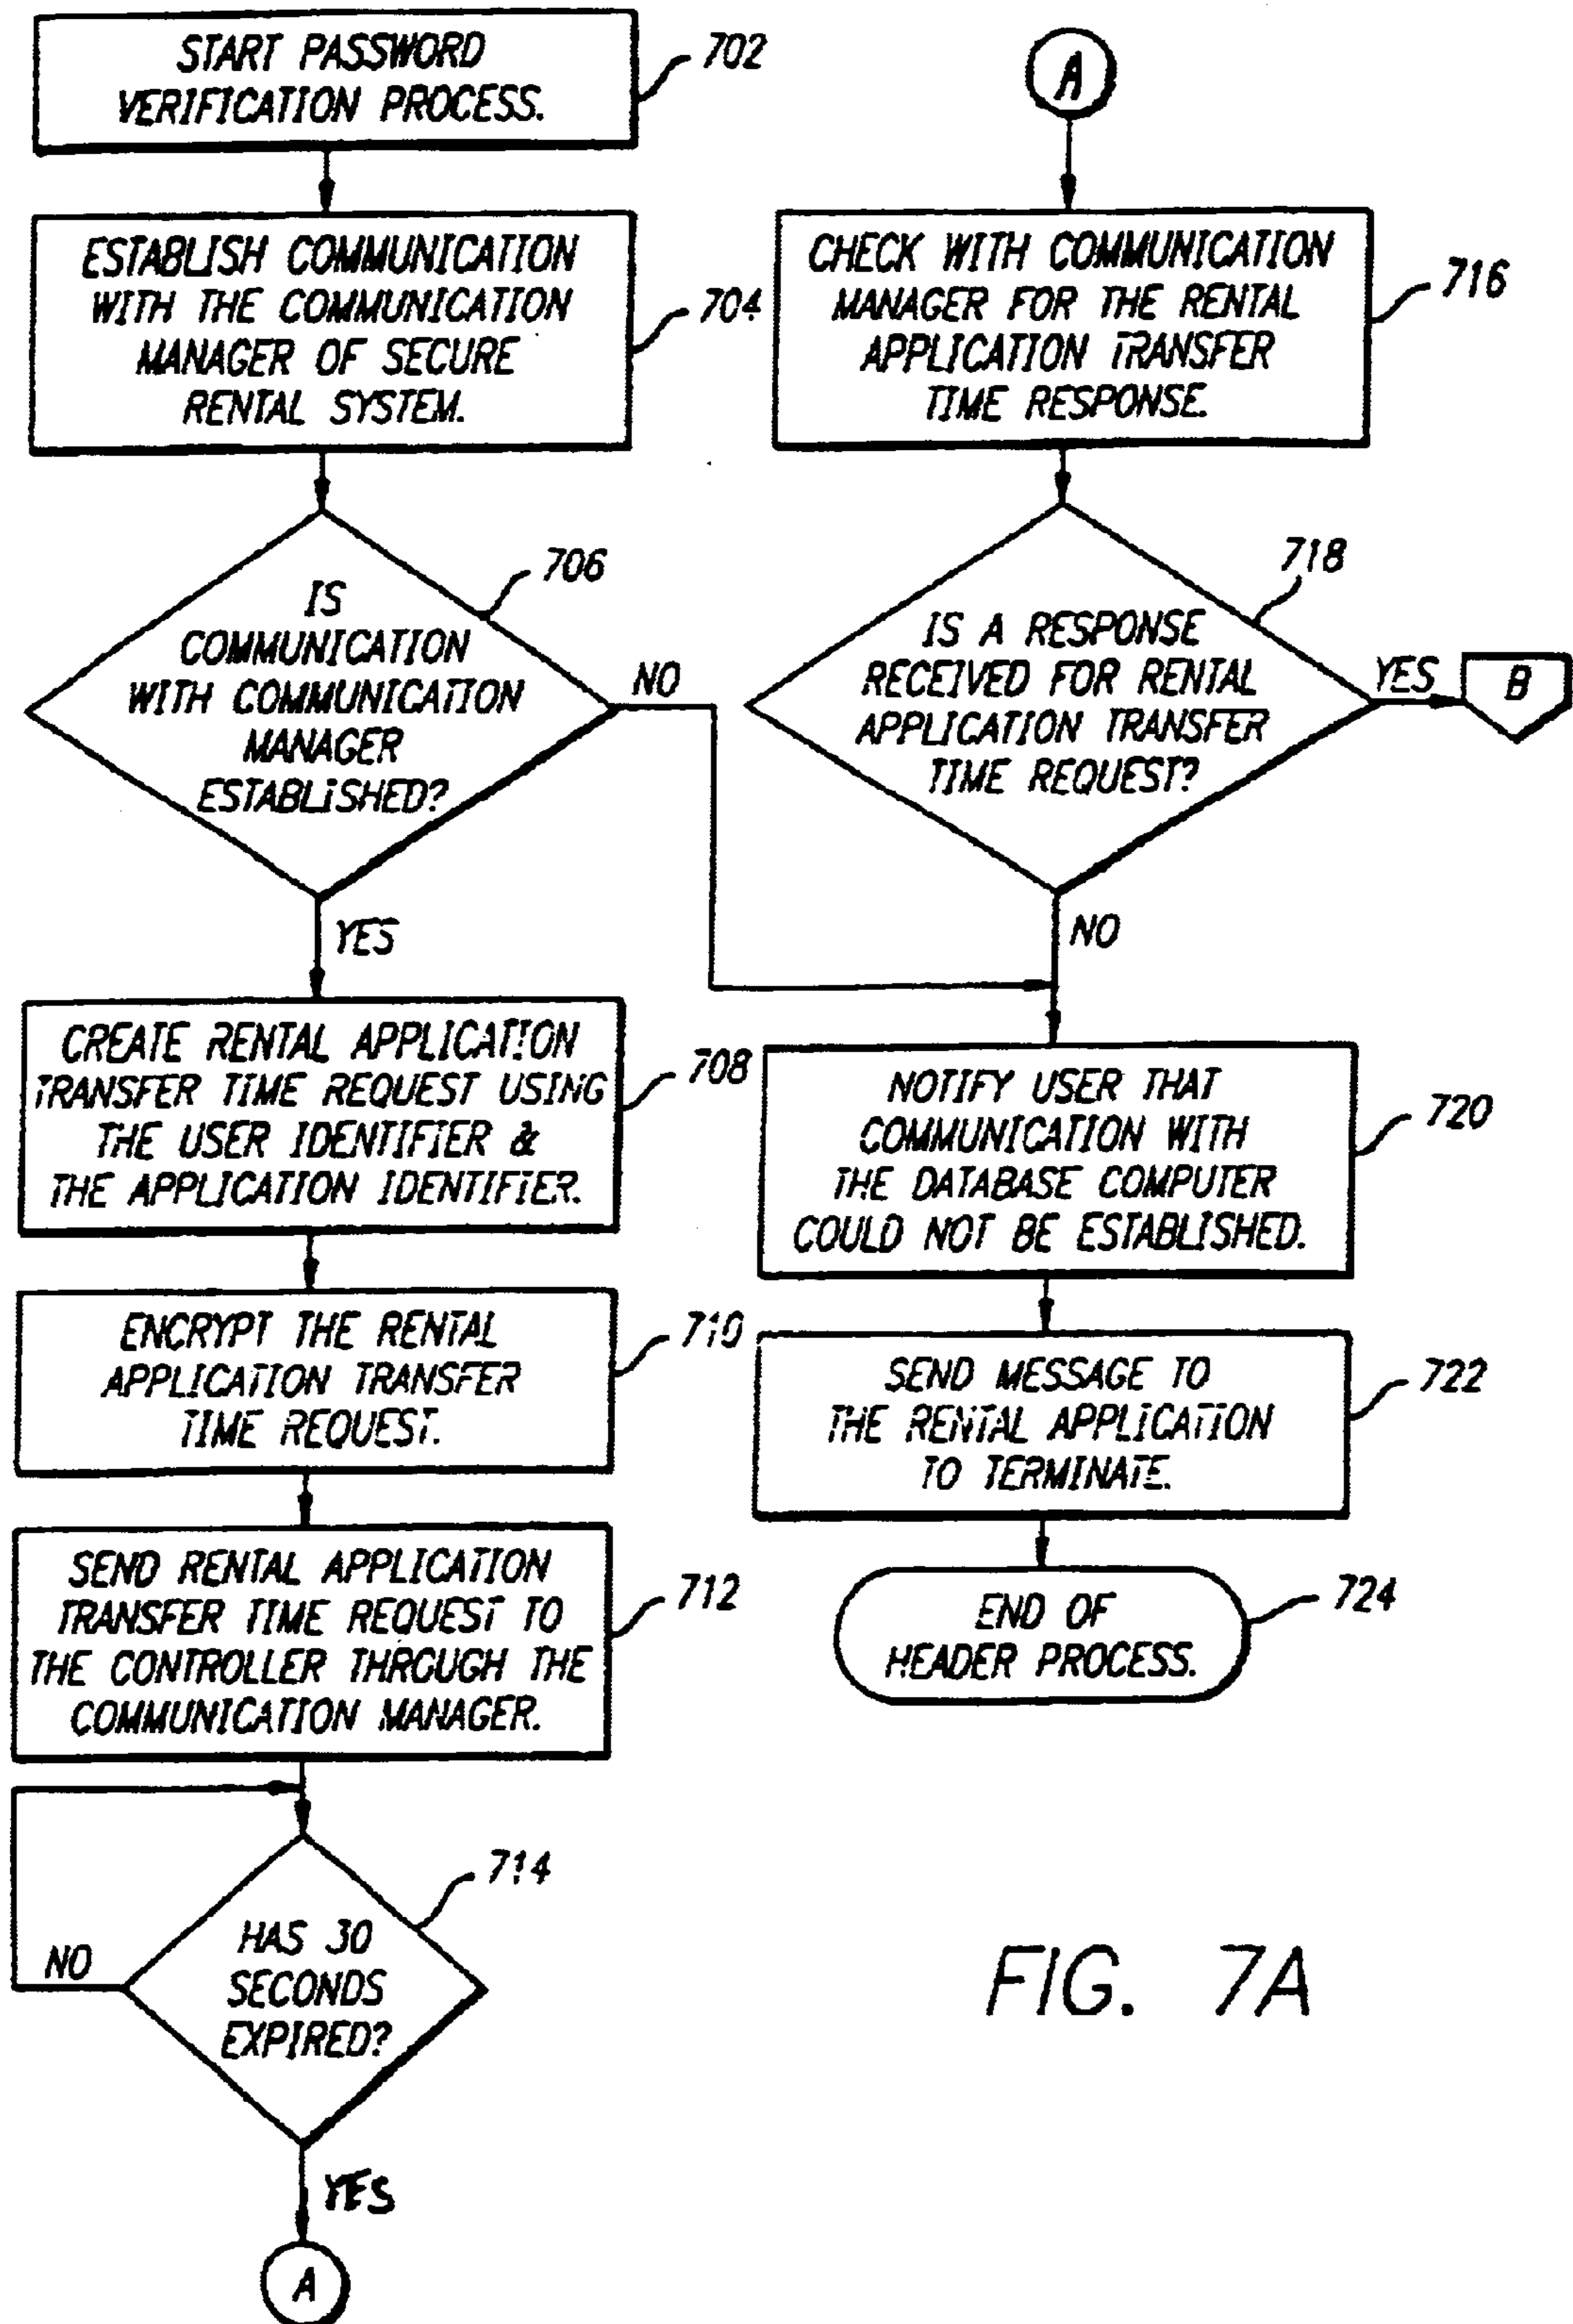 START PASSWORD
VERIFICATION PROCESS.
702
ESTABLISH COMMUNICATION
WITH THE COMMUNICATION
MANAGER OF SECURE
RENTAL SYSTEM.
704
IS
COMMUNICATION
WITH COMMUNICATION
MANAGER
ESTABLISHED?
706
NO
YES
CREATE RENTAL APPLICATION
TRANSFER TIME REQUEST USING
THE USER IDENTIFIER &
THE APPLICATION IDENTIFIER.
708
ENCRYPT THE RENTAL
APPLICATION TRANSFER
TIME REQUEST.
710
SEND RENTAL APPLICATION
TRANSFER TIME REQUEST TO
THE CONTROLLER THROUGH THE
COMMUNICATION MANAGER.
712
HAS 30
SECONDS
EXPIRED?
714
NO
YES
A
A
CHECK WITH COMMUNICATION
MANAGER FOR THE RENTAL
APPLICATION TRANSFER
TIME RESPONSE.
716
IS A RESPONSE
RECEIVED FOR RENTAL
APPLICATION TRANSFER
TIME REQUEST?
718
YES
B
NO
NOTIFY USER THAT
COMMUNICATION WITH
THE DATABASE COMPUTER
COULD NOT BE ESTABLISHED.
720
SEND MESSAGE TO
THE RENTAL APPLICATION
TO TERMINATE.
722
END OF
HEADER PROCESS.
724
FIG. 7A